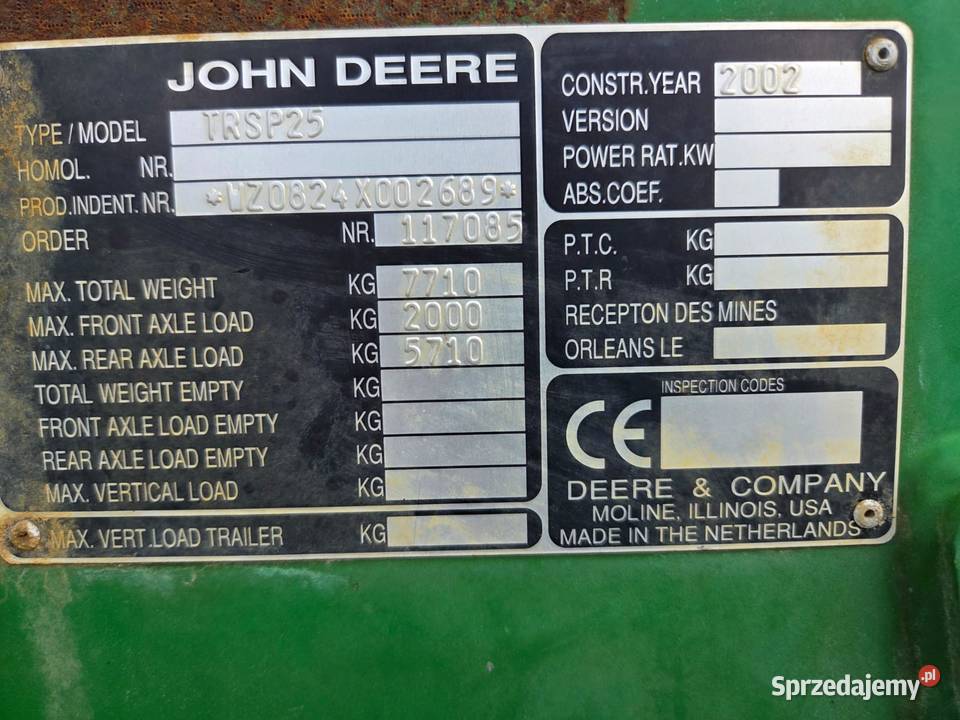 JOHN DEERE
TYPE / MODEL TRSP25
HOMOL. NR.
PROD.INDENT. NR. *WZ0824X002689*
ORDER NR. 117085
MAX. TOTAL WEIGHT KG 7710
MAX. FRONT AXLE LOAD KG 2000
MAX. REAR AXLE LOAD KG 5710
TOTAL WEIGHT EMPTY KG
FRONT AXLE LOAD EMPTY KG
REAR AXLE LOAD EMPTY KG
MAX. VERTICAL LOAD KG
MAX. VERT.LOAD TRAILER KG
CONSTR.YEAR 2002
VERSION
POWER RAT.KW
ABS.COEF.
P.T.C. KG
P.T.R KG
RECEPTON DES MINES
ORLEANS LE
INSPECTION CODES
CE
DEERE & COMPANY
MOLINE, ILLINOIS, USA
MADE IN THE NETHERLANDS
Sprzedajemy.pl